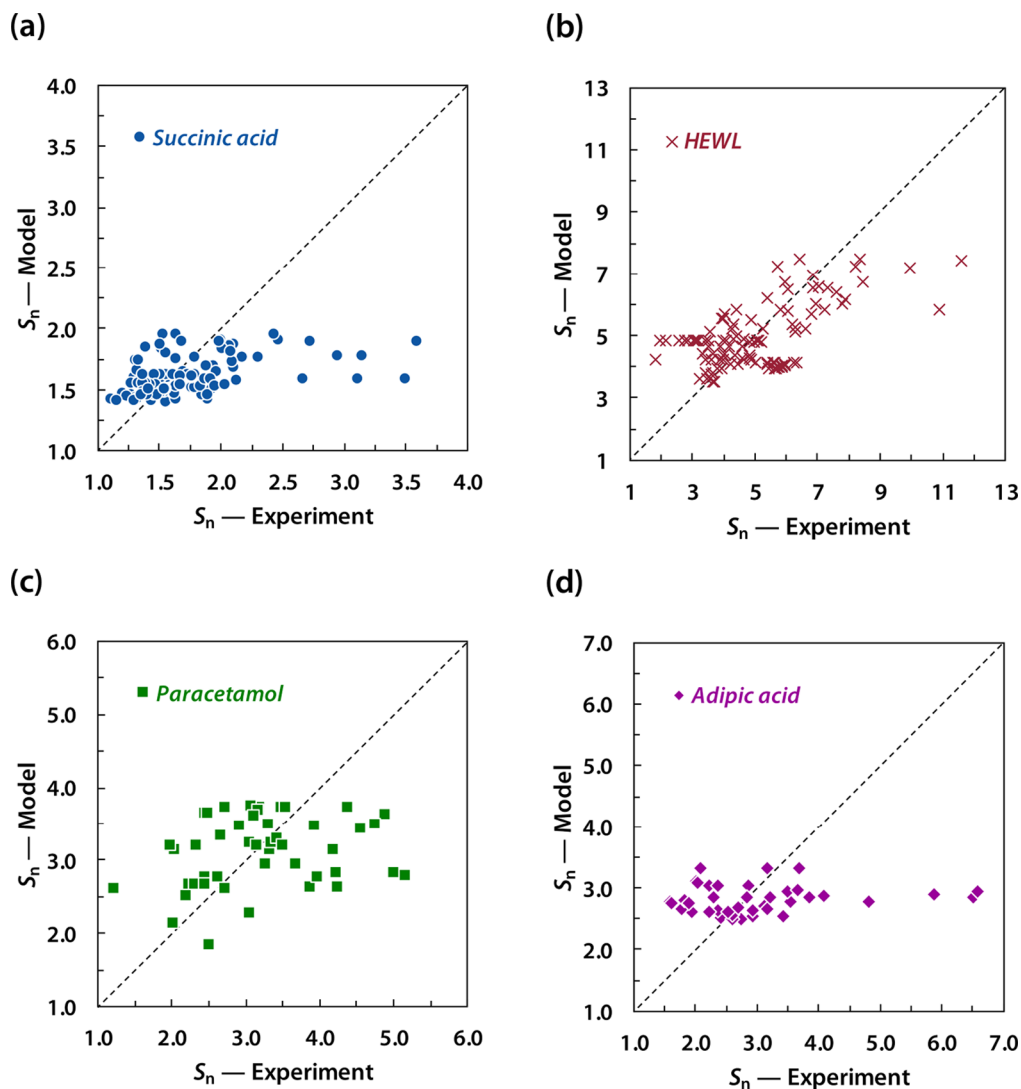 (a)
4.0
3.5
3.0
2.5
2.0
1.5
1.0
Sn — Model
Succinic acid
1.0 1.5 2.0 2.5 3.0 3.5 4.0
Sn — Experiment
(b)
13
11
9
7
5
3
1
Sn — Model
HEWL
1 3 5 7 9 11 13
Sn — Experiment
(c)
6.0
5.0
4.0
3.0
2.0
1.0
Sn — Model
Paracetamol
1.0 2.0 3.0 4.0 5.0 6.0
Sn — Experiment
(d)
7.0
6.0
5.0
4.0
3.0
2.0
1.0
Sn — Model
Adipic acid
1.0 2.0 3.0 4.0 5.0 6.0 7.0
Sn — Experiment